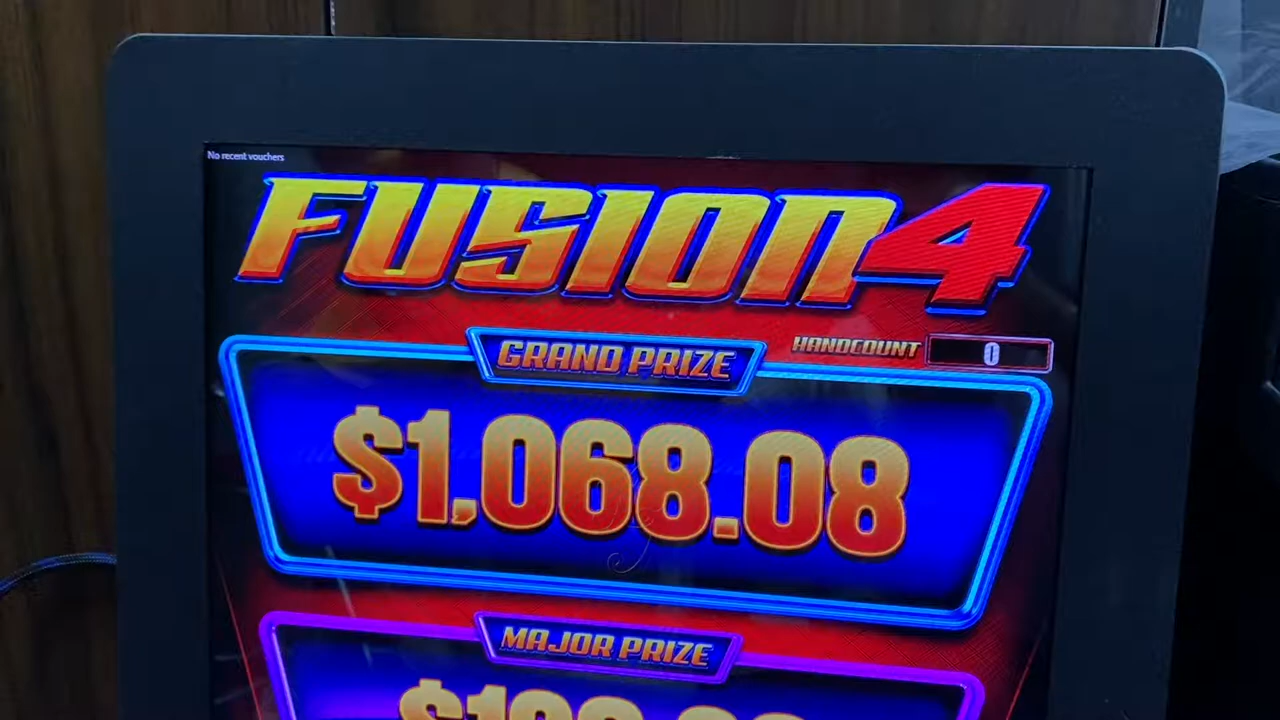 No recent vouchers
FUSION4
HANDCOUNT 0
GRAND PRIZE
$1,068.08
MAJOR PRIZE